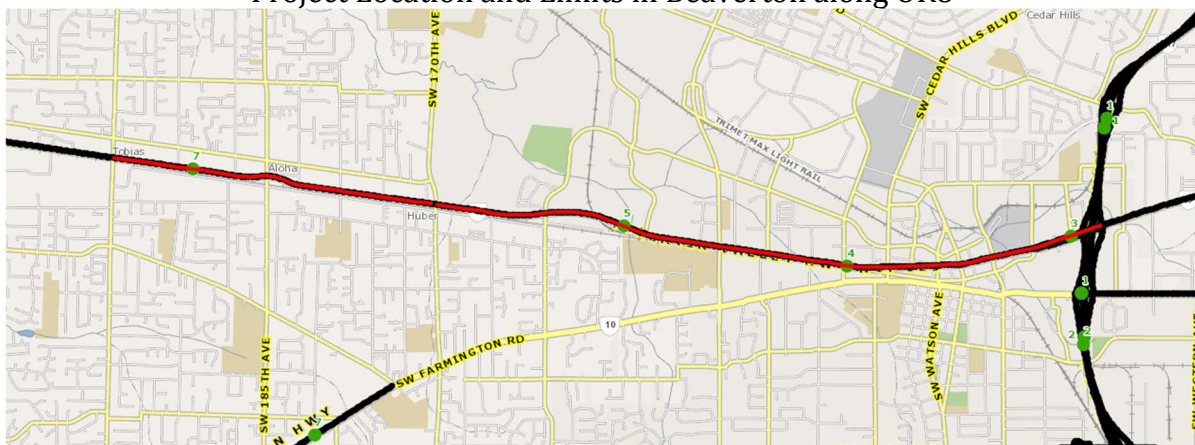 Project Location and Limits in Beaverton along OR8
Cedar Hills
SW 170TH AVE
SW CEDAR HILLS BLVD
1
1
TRIMET MAX LIGHT RAIL
Tobias
7
Aloha
Huber
5
3
4
1
10
2
2
SW FARMINGTON RD
SW WATSON AVE
SW 185TH AVE
N HWY